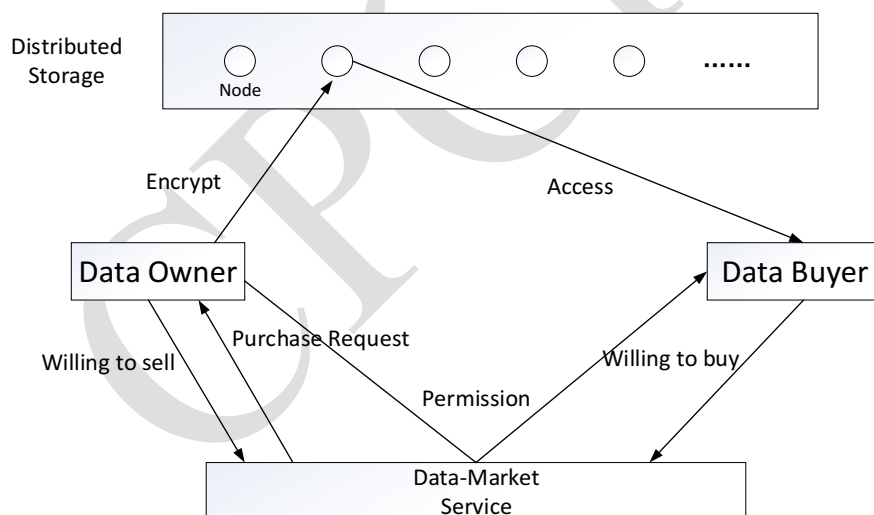 Distributed
Storage
Node
......
Encrypt
Access
Data Owner
Data Buyer
Willing to sell
Purchase Request
Willing to buy
Permission
Data-Market
Service